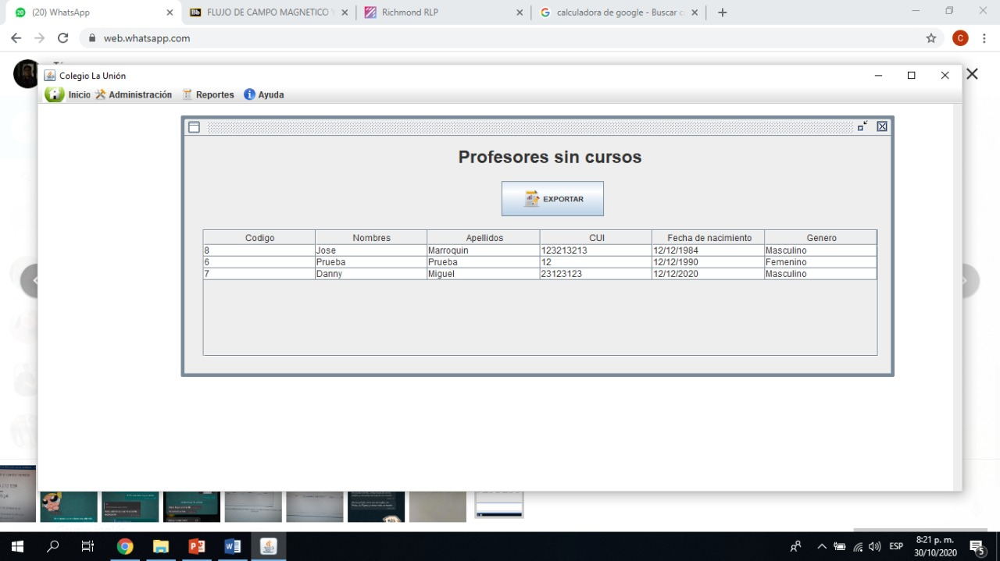 (20) WhatsApp
FLUJO DE CAMPO MAGNETICO
Richmond RLP
calculadora de google - Buscar
web.whatsapp.com
C
Colegio La Unión
Inicio Administración Reportes Ayuda
Profesores sin cursos
EXPORTAR
Codigo Nombres Apellidos CUI Fecha de nacimiento Genero
8 Jose Marroquin 123213213 12/12/1984 Masculino
6 Prueba Prueba 12 12/12/1990 Femenino
7 Danny Miguel 23123123 12/12/2020 Masculino
ESP
8:21 p. m.
30/10/2020
5